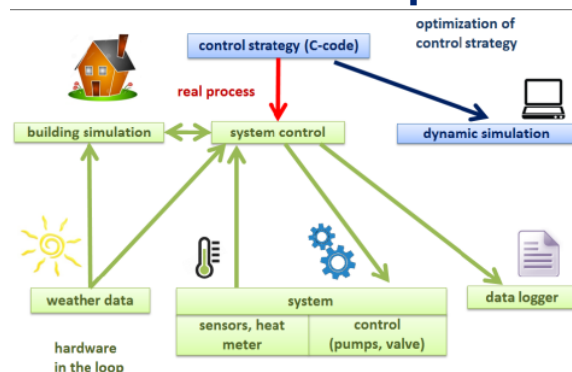 optimization of
control strategy
control strategy (C-code)
real process
building simulation
system control
dynamic simulation
weather data
system
data logger
sensors, heat
meter
control
(pumps, valve)
hardware
in the loop